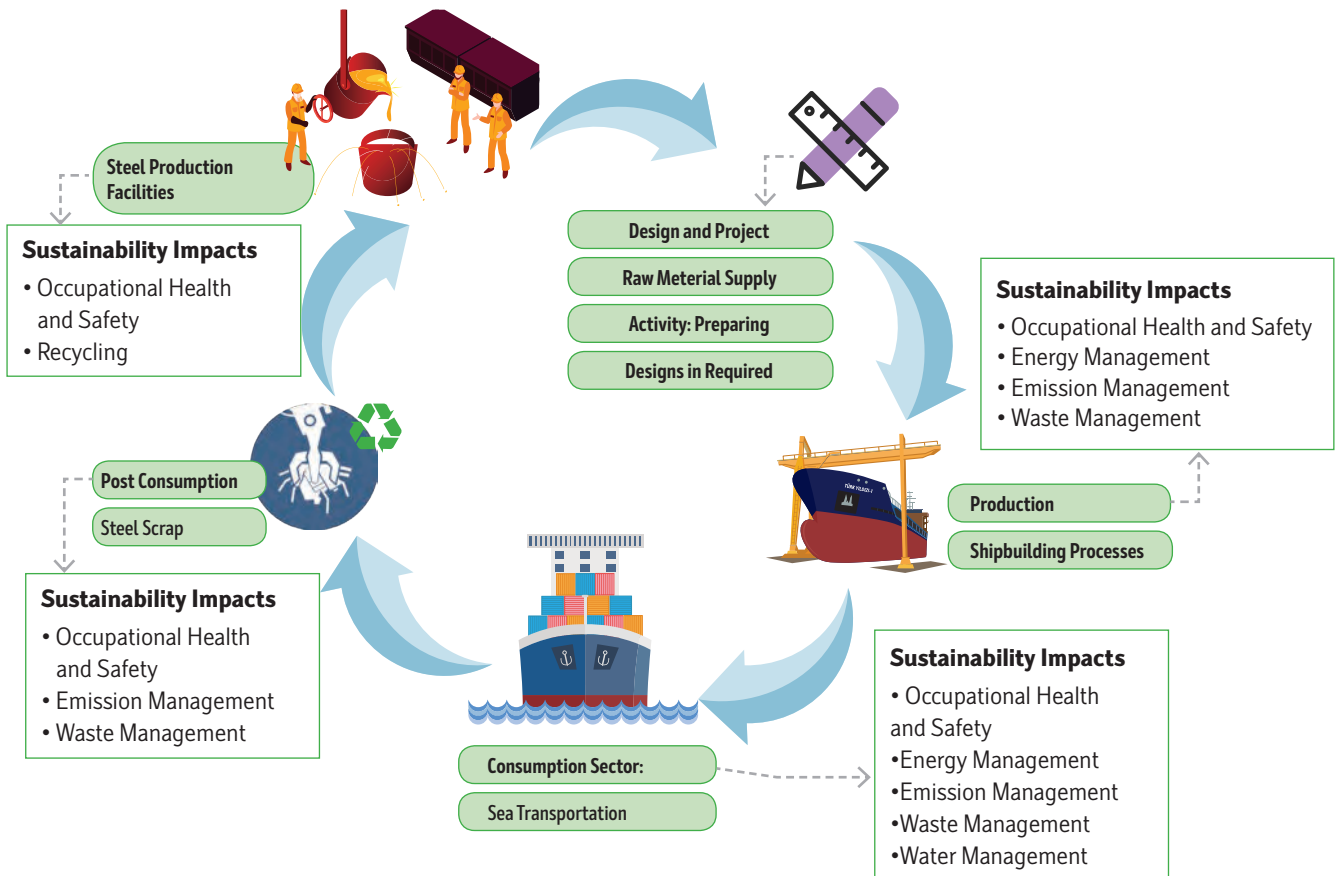 Steel Production
Facilities
Sustainability Impacts
• Occupational Health
and Safety
• Recycling
Design and Project
Raw Meterial Supply
Activity: Preparing
Designs in Required
Sustainability Impacts
• Occupational Health and Safety
• Energy Management
• Emission Management
• Waste Management
TÜRK YILDIZI-1
Production
Shipbuilding Processes
Post Consumption
Steel Scrap
Sustainability Impacts
• Occupational Health
and Safety
• Emission Management
• Waste Management
Consumption Sector:
Sea Transportation
Sustainability Impacts
• Occupational Health
and Safety
•Energy Management
•Emission Management
•Waste Management
•Water Management